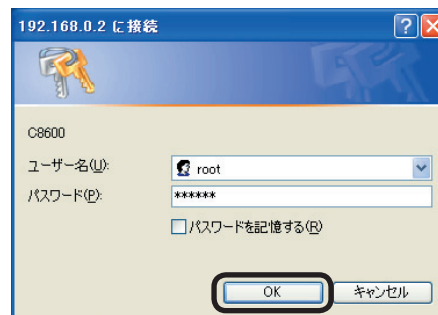 192.168.0.2 に接続
C8600
ユーザー名(U):
root
パスワード(P):
******
パスワードを記憶する(R)
OK
キャンセル